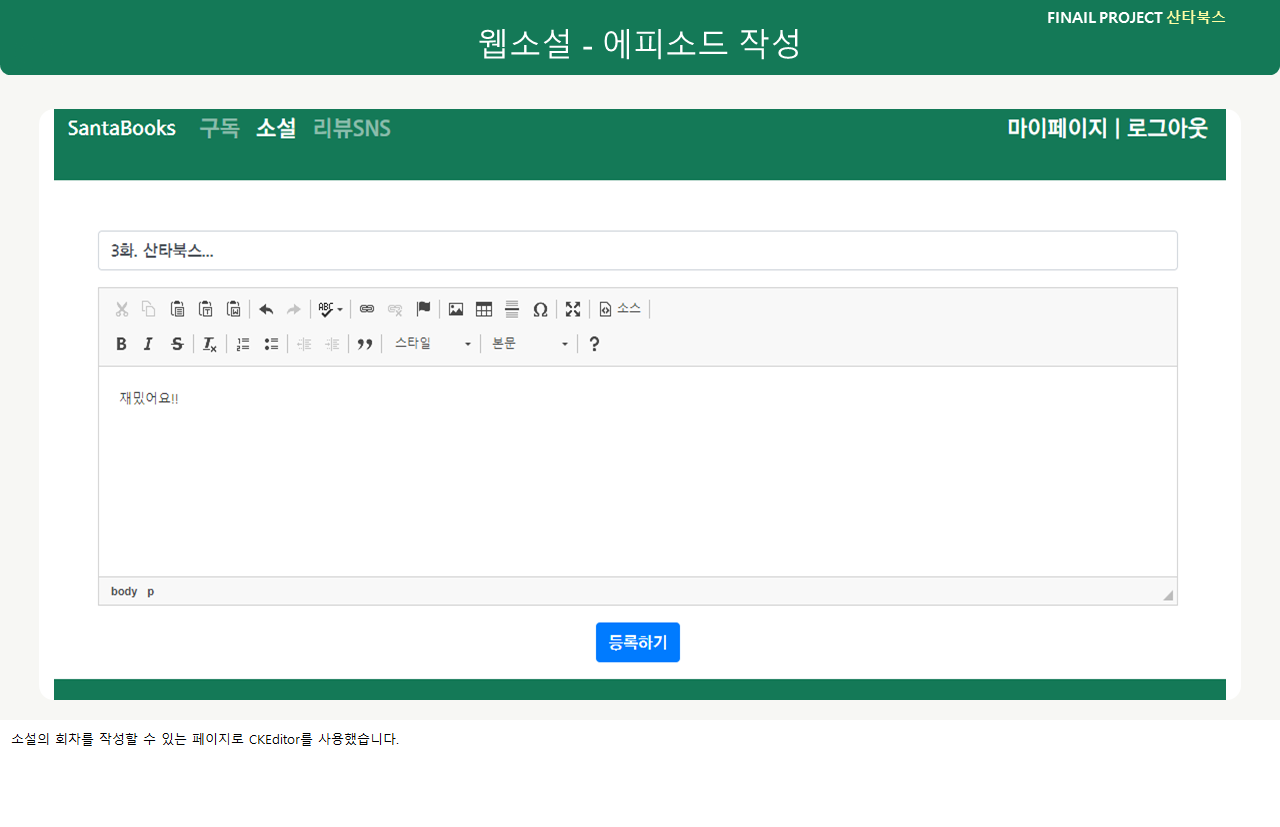 FINAIL PROJECT 산타북스
웹소설 - 에피소드 작성
SantaBooks 구독 소설 리뷰SNS 마이페이지 | 로그아웃
3화. 산타북스...
ABC 소스
B I S Tx 스타일 본문 ?
재밌어요!!
body p
등록하기
소설의 회차를 작성할 수 있는 페이지로 CKEditor를 사용했습니다.